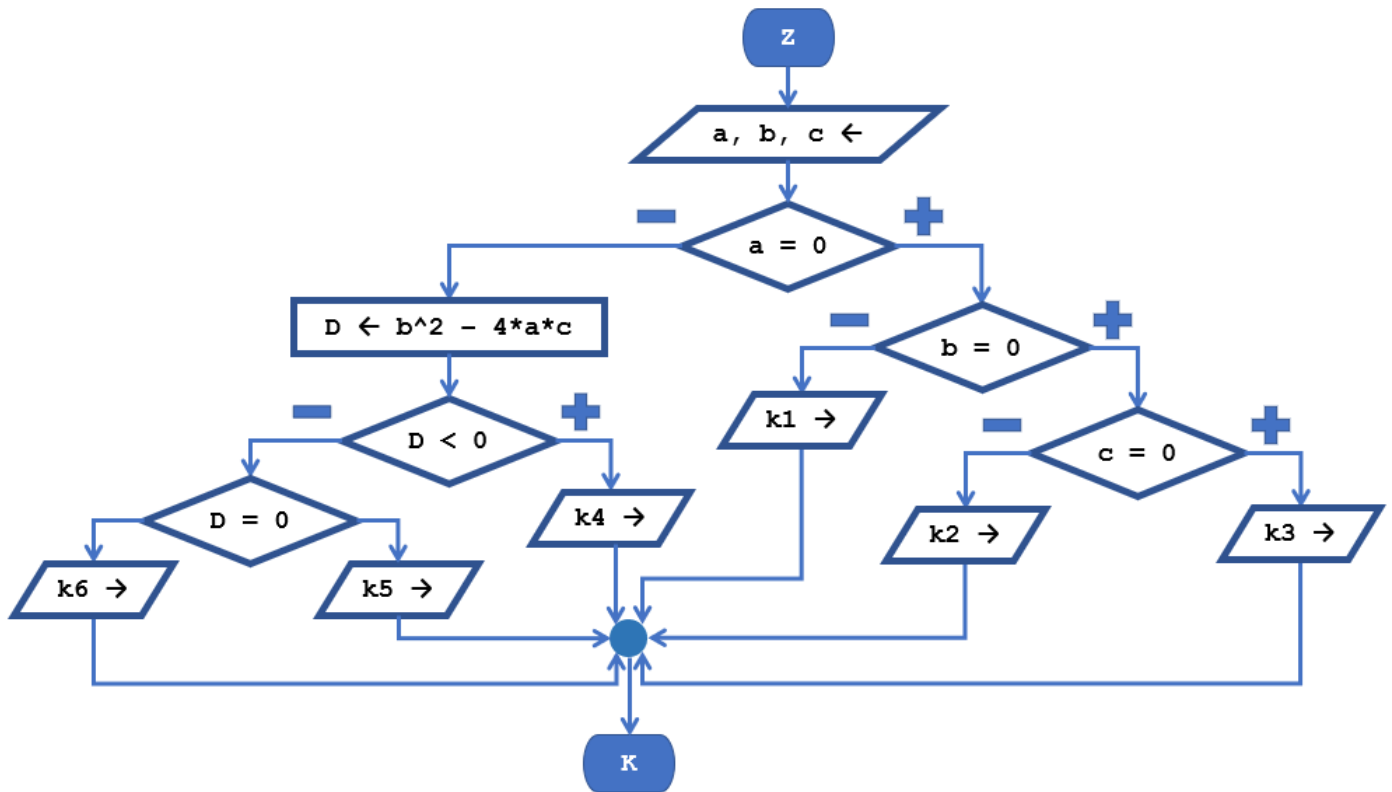 Z
a, b, c ←
a = 0
D ← b^2 – 4*a*c
b = 0
k1 →
D < 0
c = 0
D = 0
k4 →
k2 →
k3 →
k6 →
k5 →
K